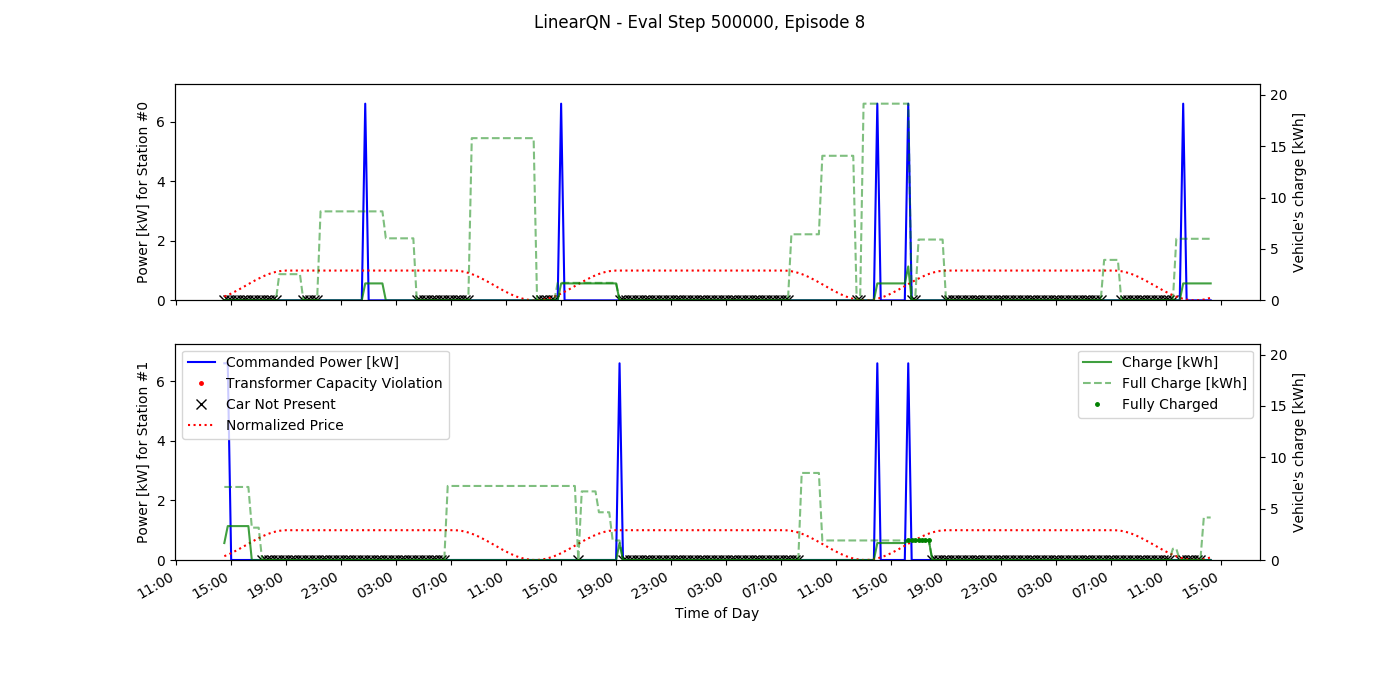 LinearQN - Eval Step 500000, Episode 8
Power [kW] for Station #0
6
4
2
0
20
15
10
5
0
Vehicle's charge [kWh]
Power [kW] for Station #1
6
4
2
0
Commanded Power [kW]
Transformer Capacity Violation
Car Not Present
Normalized Price
Charge [kWh]
Full Charge [kWh]
Fully Charged
20
15
10
5
0
Vehicle's charge [kWh]
11:00 15:00 19:00 23:00 03:00 07:00 11:00 15:00 19:00 23:00 03:00 07:00 11:00 15:00 19:00 23:00 03:00 07:00 11:00 15:00
Time of Day